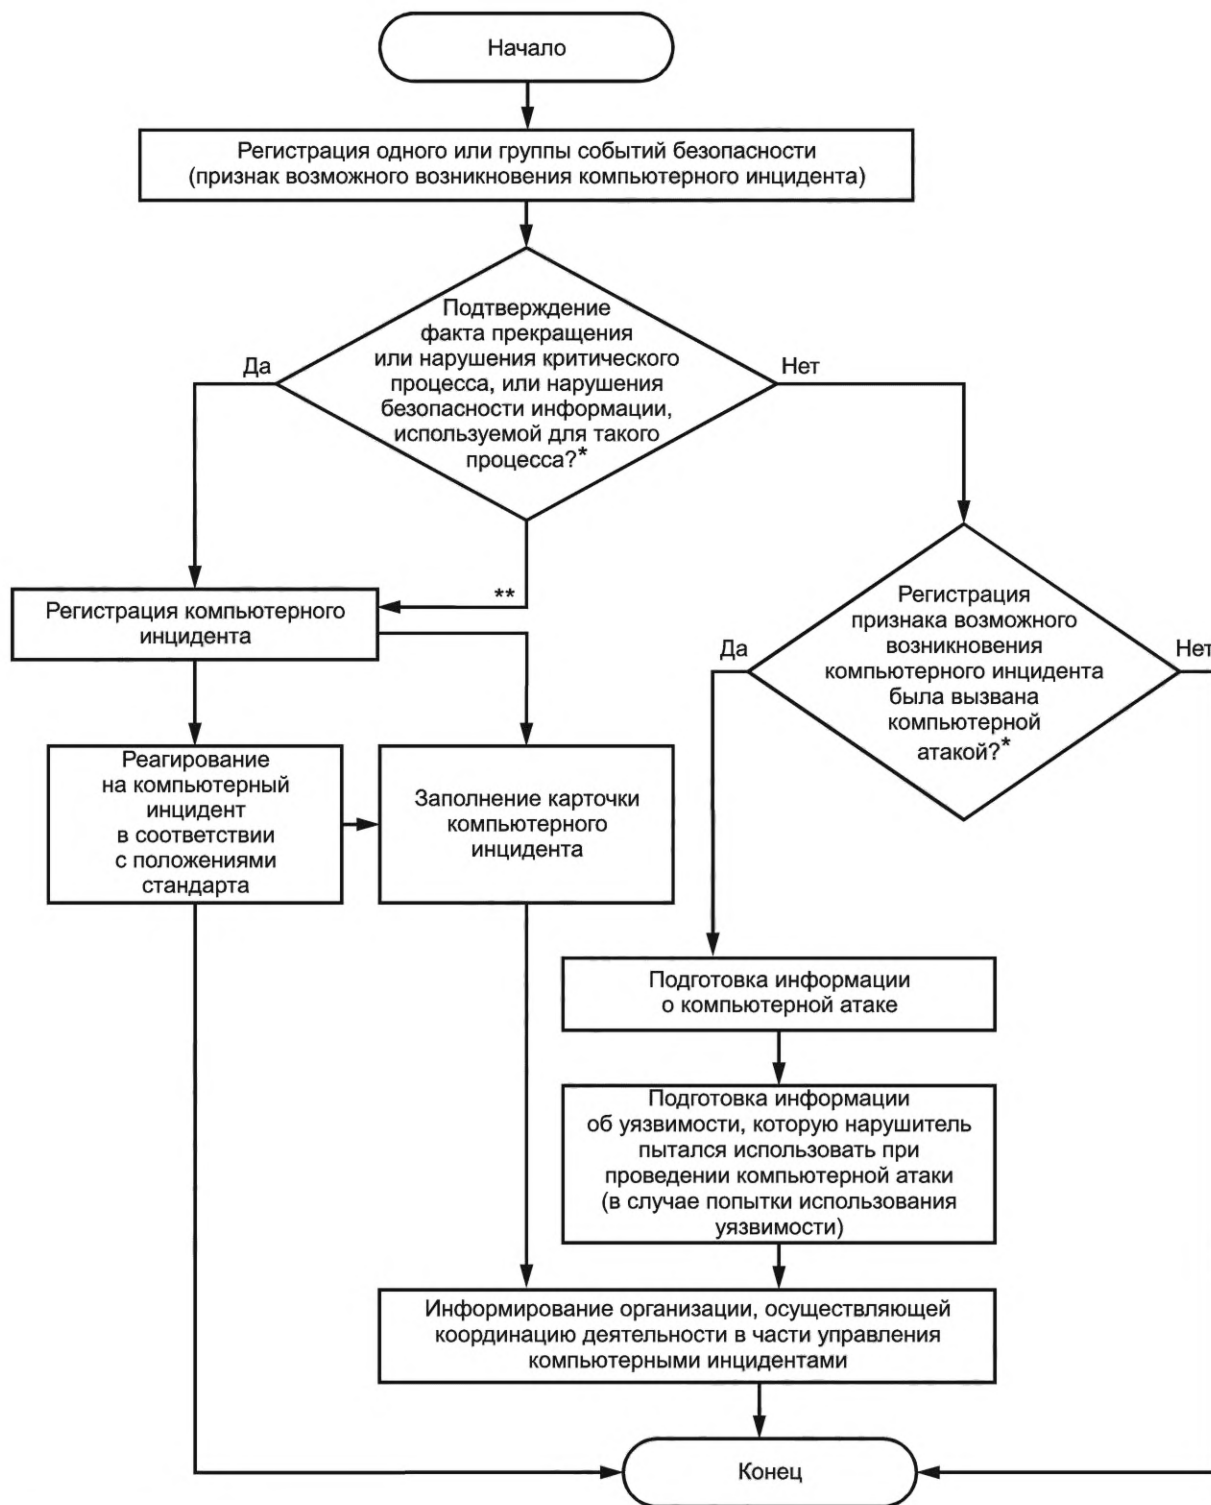 Начало
Регистрация одного или группы событий безопасности
(признак возможного возникновения компьютерного инцидента)
Подтверждение
факта прекращения
или нарушения критического
процесса, или нарушения
безопасности информации,
используемой для такого
процесса?*
Да
Нет
**
Регистрация компьютерного
инцидента
Регистрация
признака возможного
возникновения
компьютерного инцидента
была вызвана
компьютерной
атакой?*
Да
Нет
Реагирование
на компьютерный
инцидент
в соответствии
с положениями
стандарта
Заполнение карточки
компьютерного
инцидента
Подготовка информации
о компьютерной атаке
Подготовка информации
об уязвимости, которую нарушитель
пытался использовать при
проведении компьютерной атаки
(в случае попытки использования
уязвимости)
Информирование организации, осуществляющей
координацию деятельности в части управления
компьютерными инцидентами
Конец